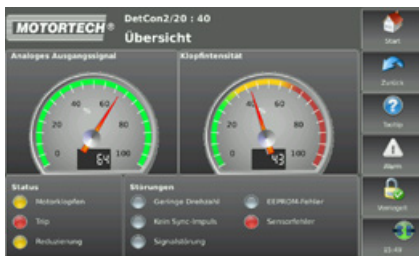 MOTORTECH®
DetCon2/20 : 40
Übersicht
Start
Analoges Ausgangssignal
Klopfintensität
Zurück
0 20 40 60 80 100
64
0 20 40 60 80 100
43
Alarm
Status
Störungen
Motorklopfen
Geringe Drehzahl
EEPROM-Fehler
Verriegelt
Trip
Kein Sync-Impuls
Sensorfehler
Reduzierung
Signalstörung
15:49